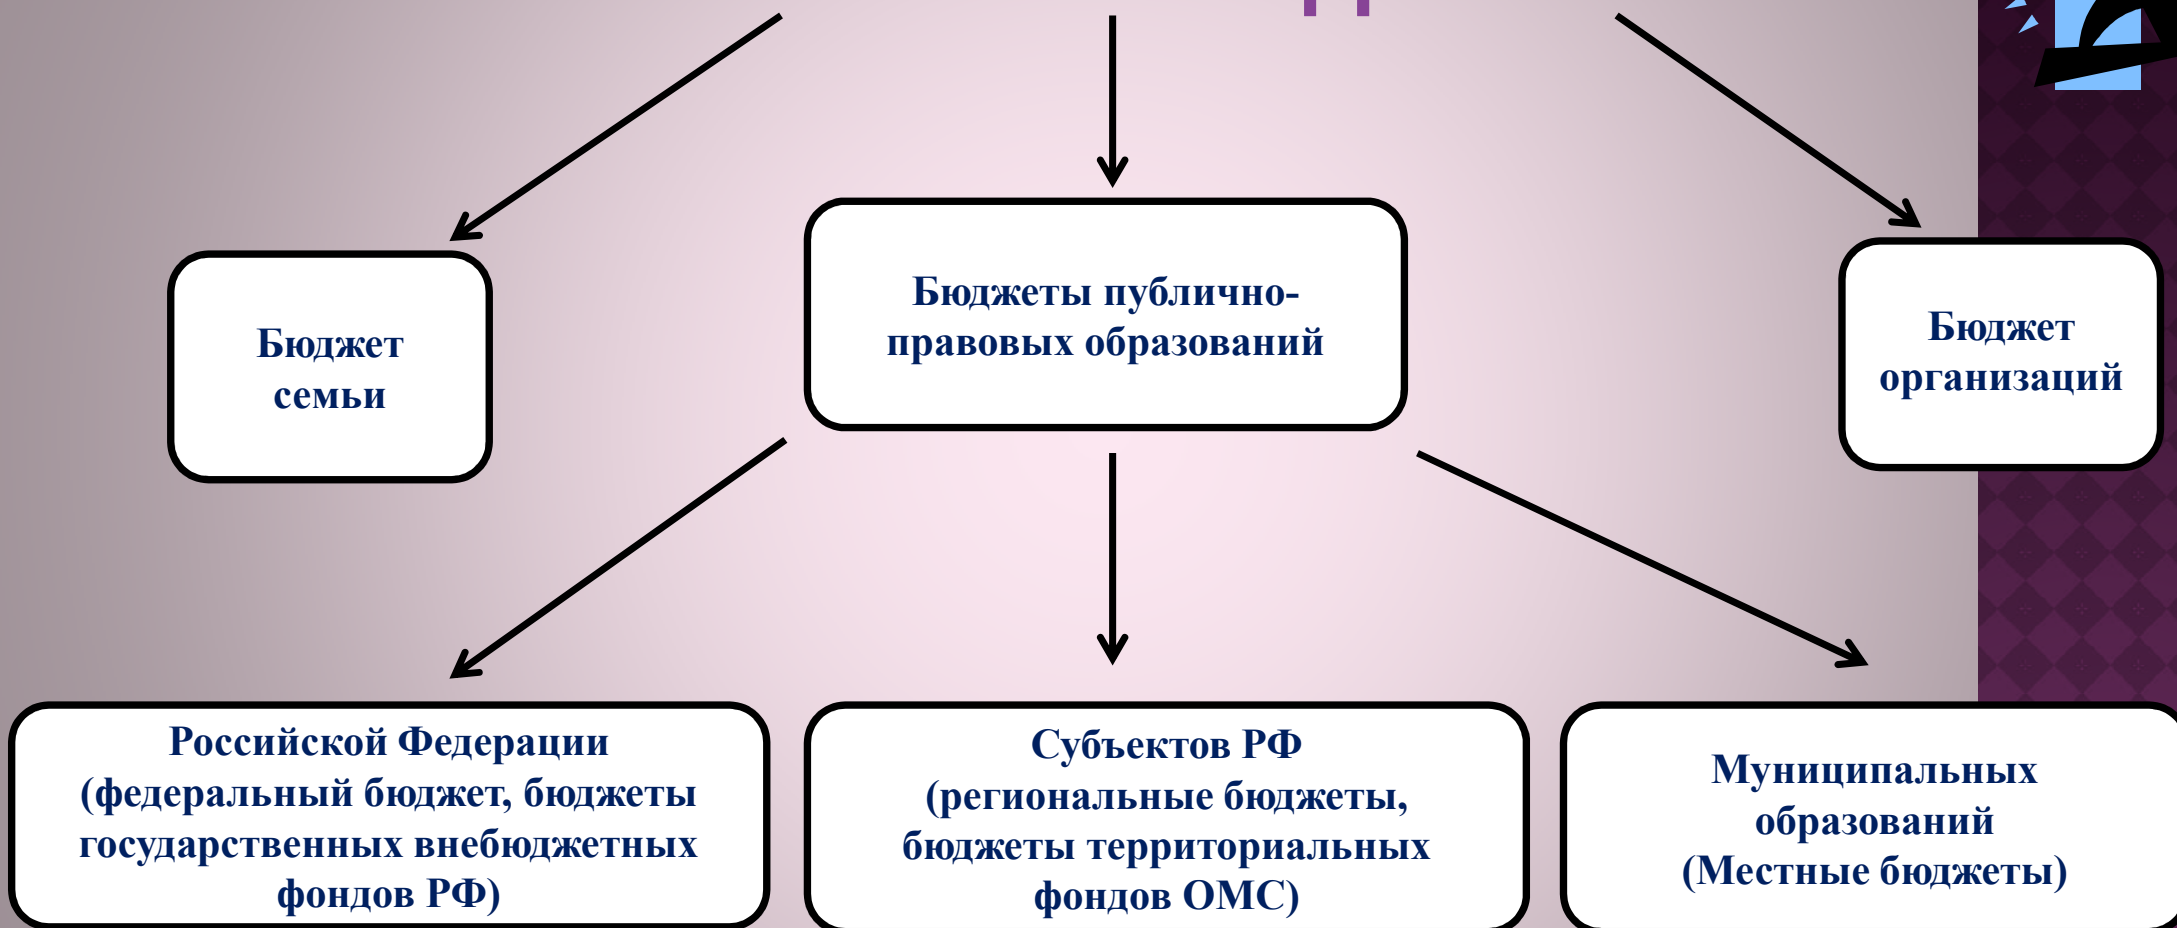 Бюджеты публично-
правовых образований
Бюджет
семьи
Бюджет
организаций
Российской Федерации
(федеральный бюджет, бюджеты
государственных внебюджетных
фондов РФ)
Субъектов РФ
(региональные бюджеты,
бюджеты территориальных
фондов ОМС)
Муниципальных
образований
(Местные бюджеты)